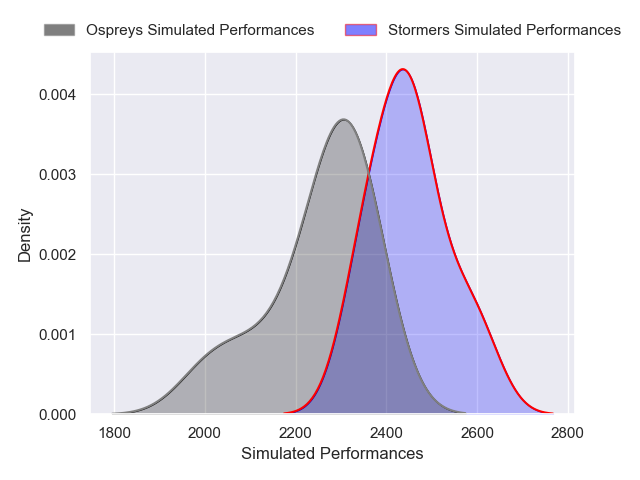 Ospreys Simulated Performances Stormers Simulated Performances
0.004
0.003
0.002
0.001
0.000
Density
1800 2000 2200 2400 2600 2800
Simulated Performances